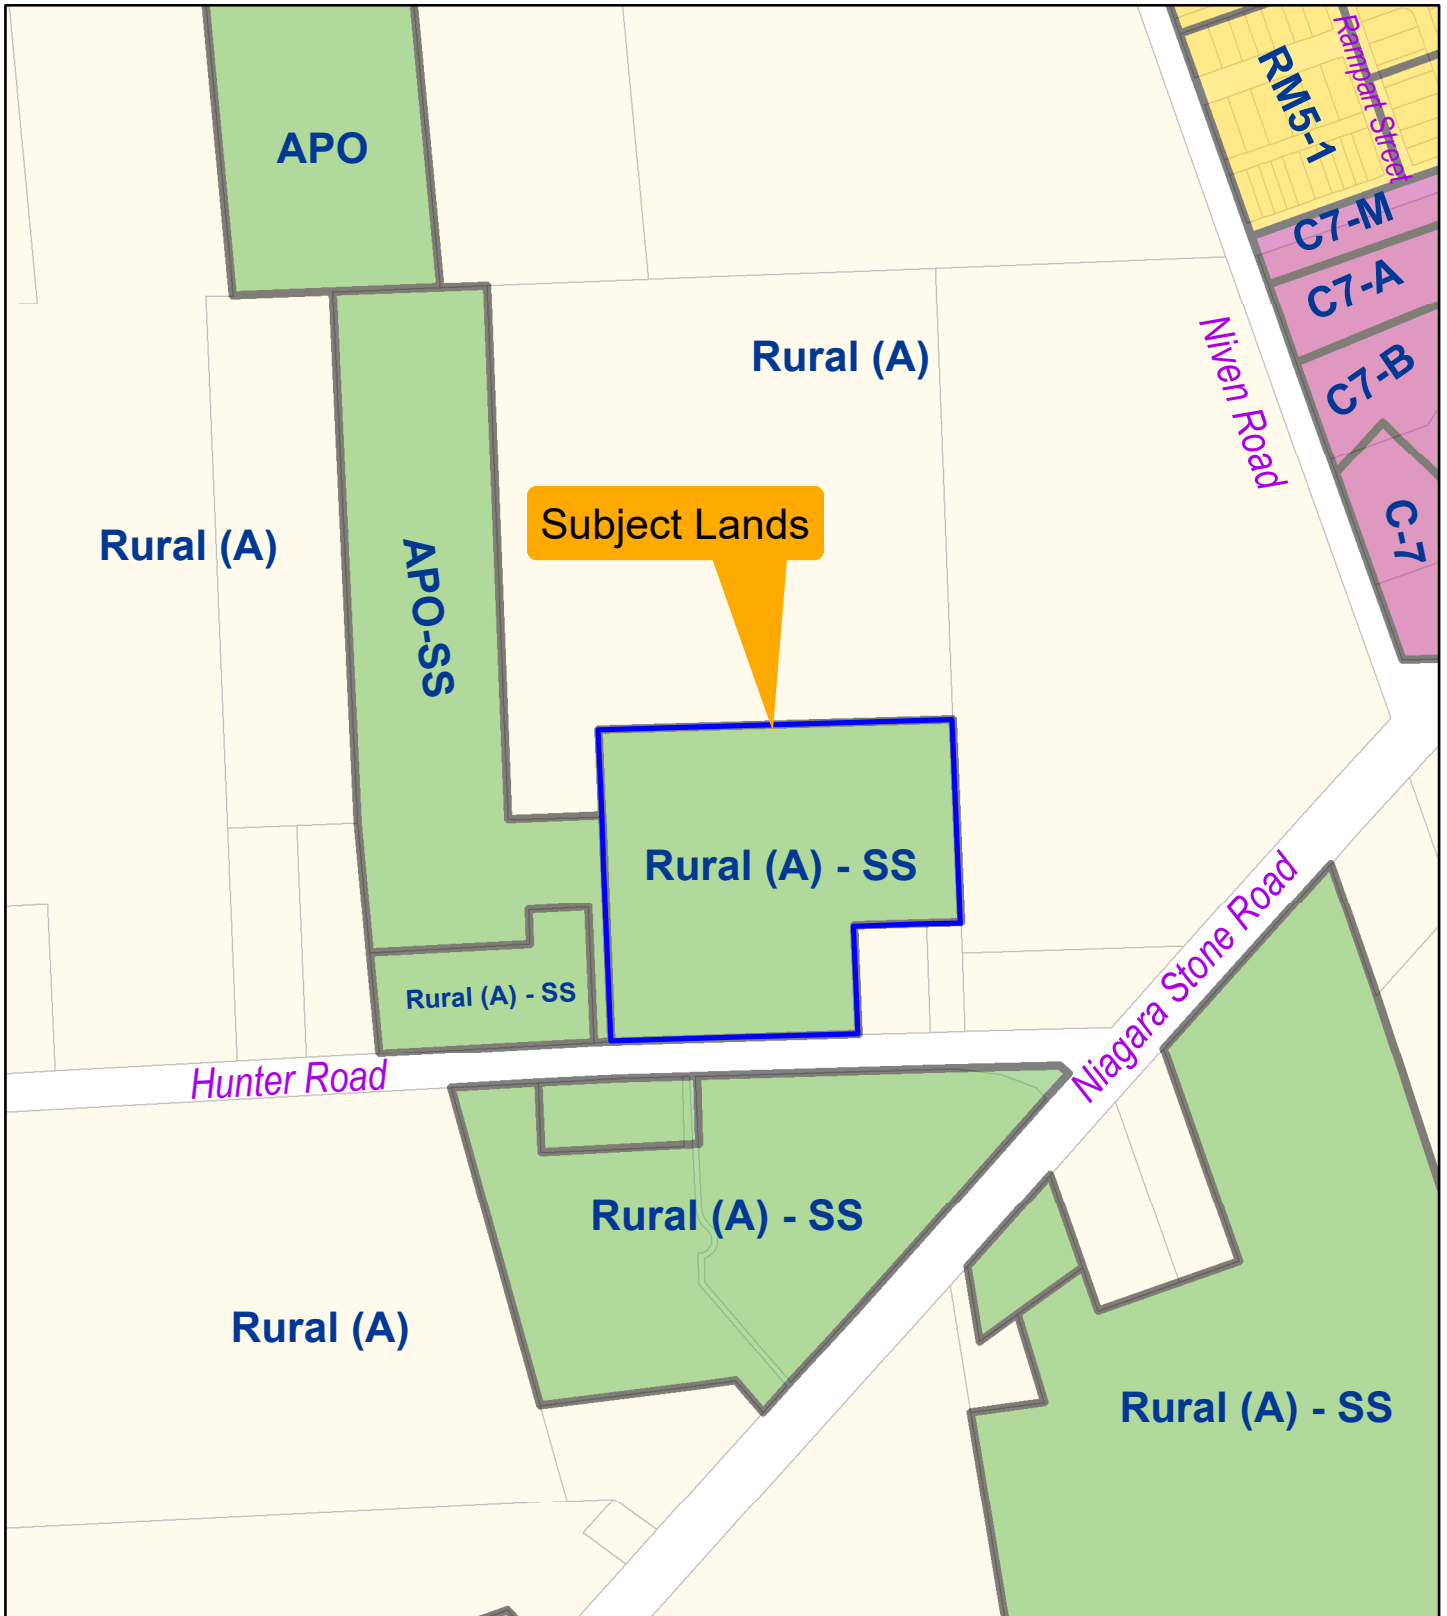 Rampart Street
RM5-1
APO
C7-M
C7-A
Rural (A)
C7-B
Niven Road
Subject Lands
Rural (A)
C-7
APO-SS
Rural (A) - SS
Niagara Stone Road
Rural (A) - SS
Hunter Road
Rural (A) - SS
Rural (A)
Rural (A) - SS